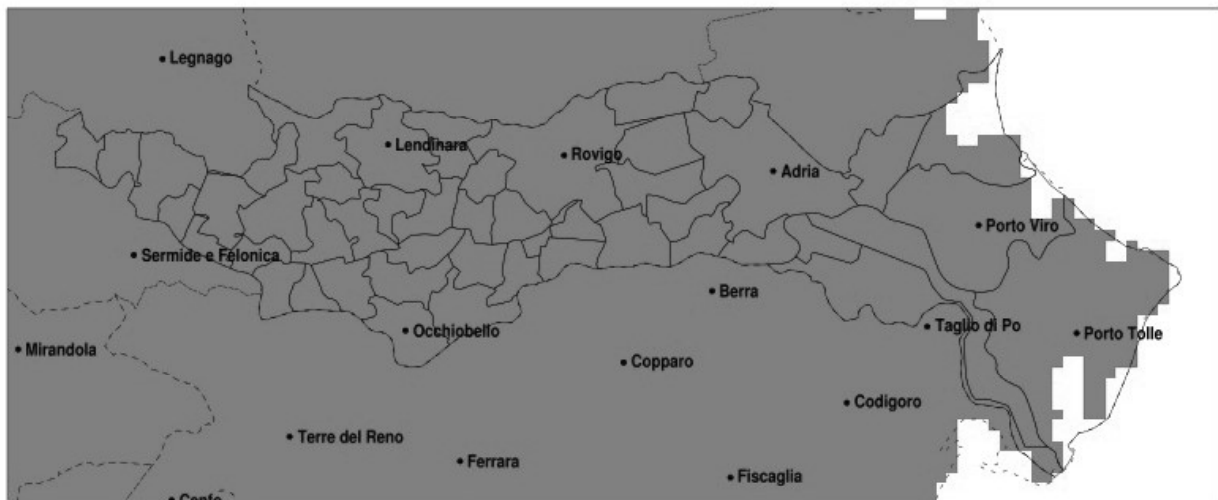 Legnago
Lendinara
Rovigo
Adria
Porto Viro
Sermide e Felonica
Berra
Occhiobello
Taglio di Po
Porto Tolle
Mirandola
Copparo
Codigoro
Terre del Reno
Ferrara
Fiscaglia